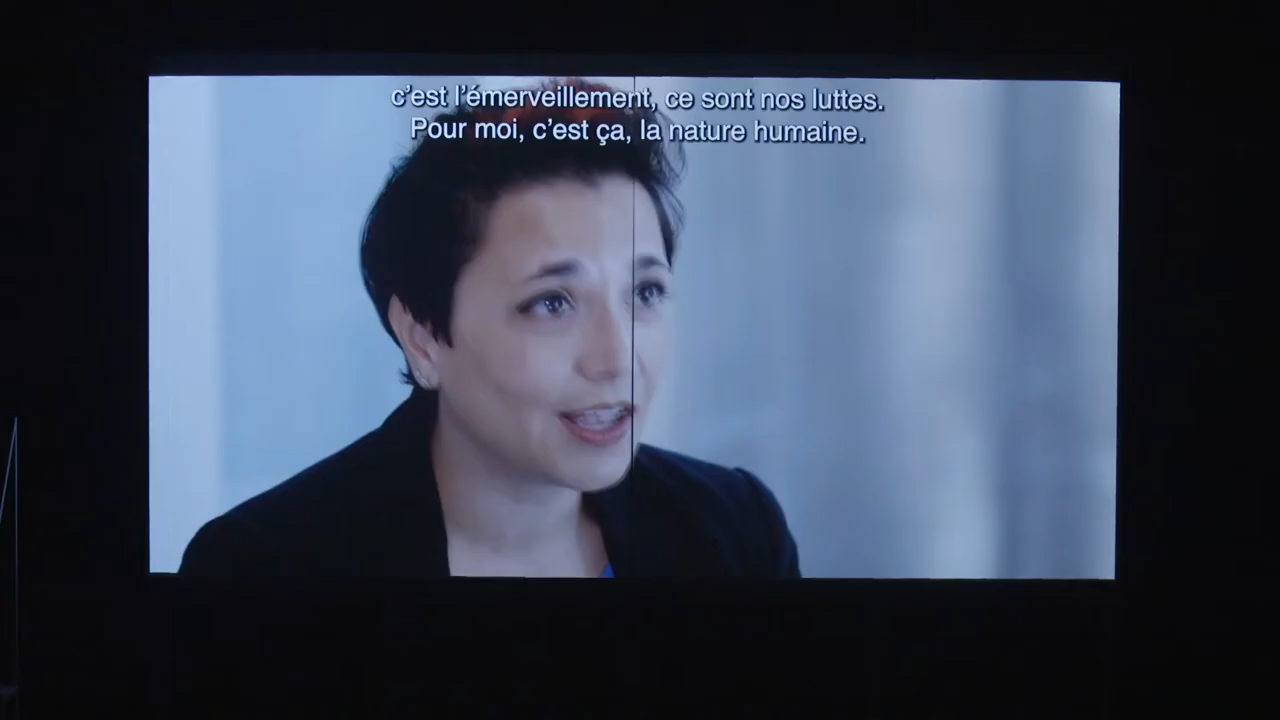 c’est l’émerveillement, ce sont nos luttes.
Pour moi, c’est ça, la nature humaine.